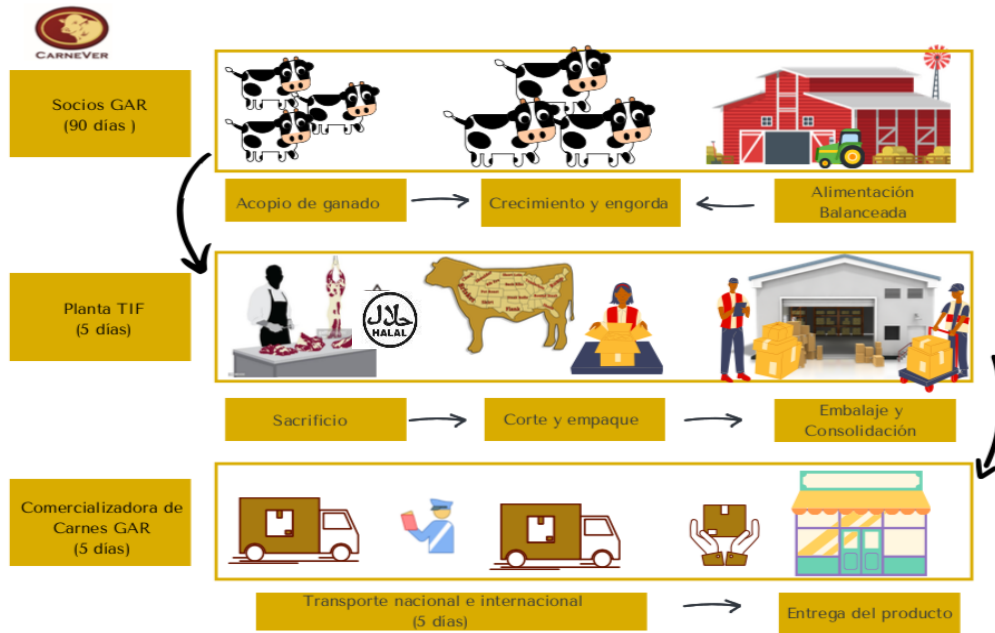 CARNEVER
Socios GAR
(90 días )
Acopio de ganado
Crecimiento y engorda
Alimentación
Balanceada
Planta TIF
(5 días)
حلال
HALAL
Sacrificio
Corte y empaque
Embalaje y
Consolidación
Comercializadora de
Carnes GAR
(5 días)
Transporte nacional e internacional
(5 días)
Entrega del producto